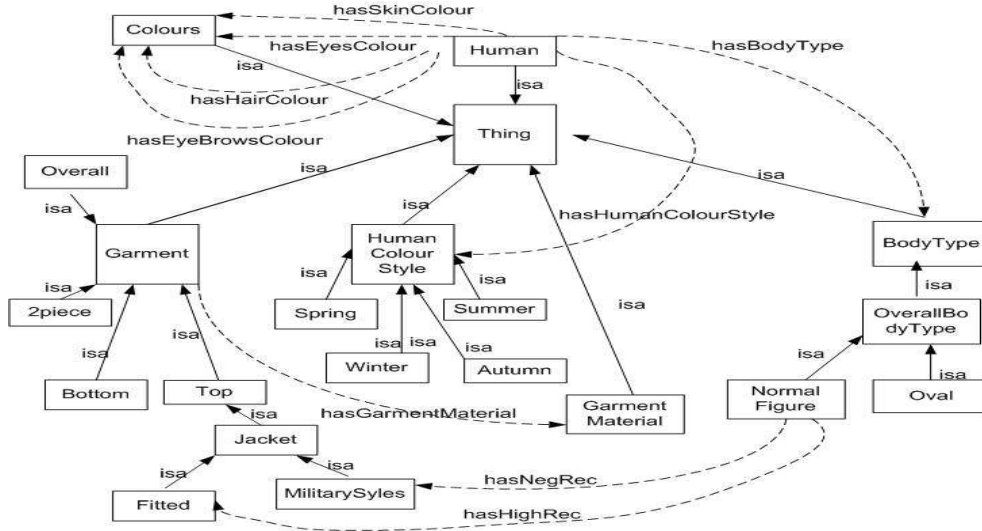 hasSkinColour
Colours
hasEyesColour
Human
hasBodyType
isa
isa
hasHairColour
hasEyeBrowsColour
Thing
Overall
isa
isa
isa
isa
hasHumanColourStyle
Garment
Human
Colour
Style
BodyType
isa
isa
isa
isa
2piece
Spring
Summer
isa
OverallBo
dyType
isa
isa
isa
isa
isa
isa
Winter
Autumn
isa
Bottom
Top
Normal
Figure
Oval
isa
hasGarmentMaterial
Garment
Material
Jacket
isa
isa
hasNegRec
Fitted
MilitarySyles
hasHighRec